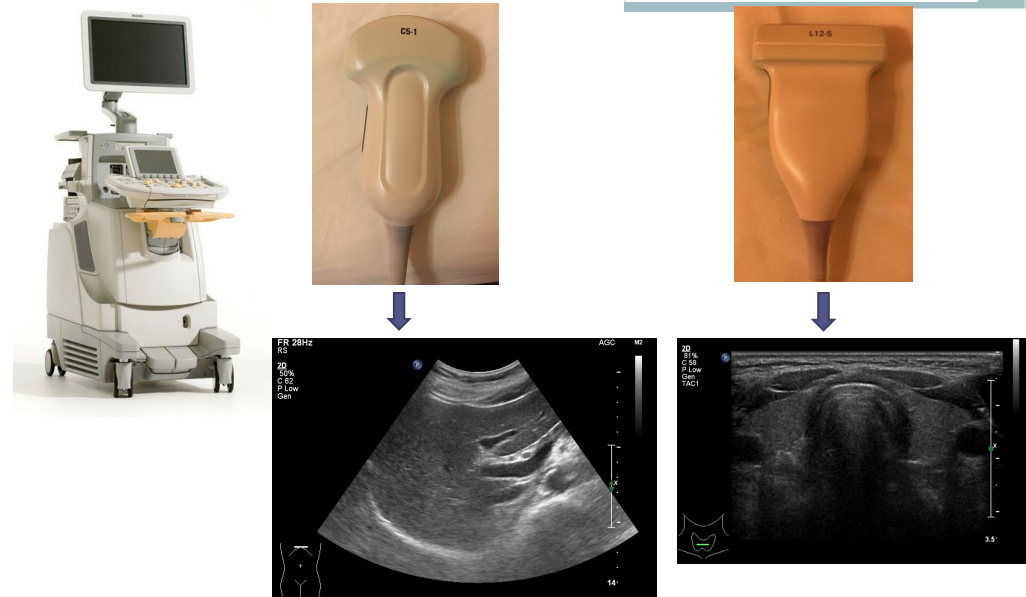 PHILIPS
C5-1
L12-5
FR 28Hz
RS
2D
50%
C 62
P Low
Gen
AGC
M2
P
x
14
2D
81%
C 58
P Low
Gen
TAC1
P
x
3.5